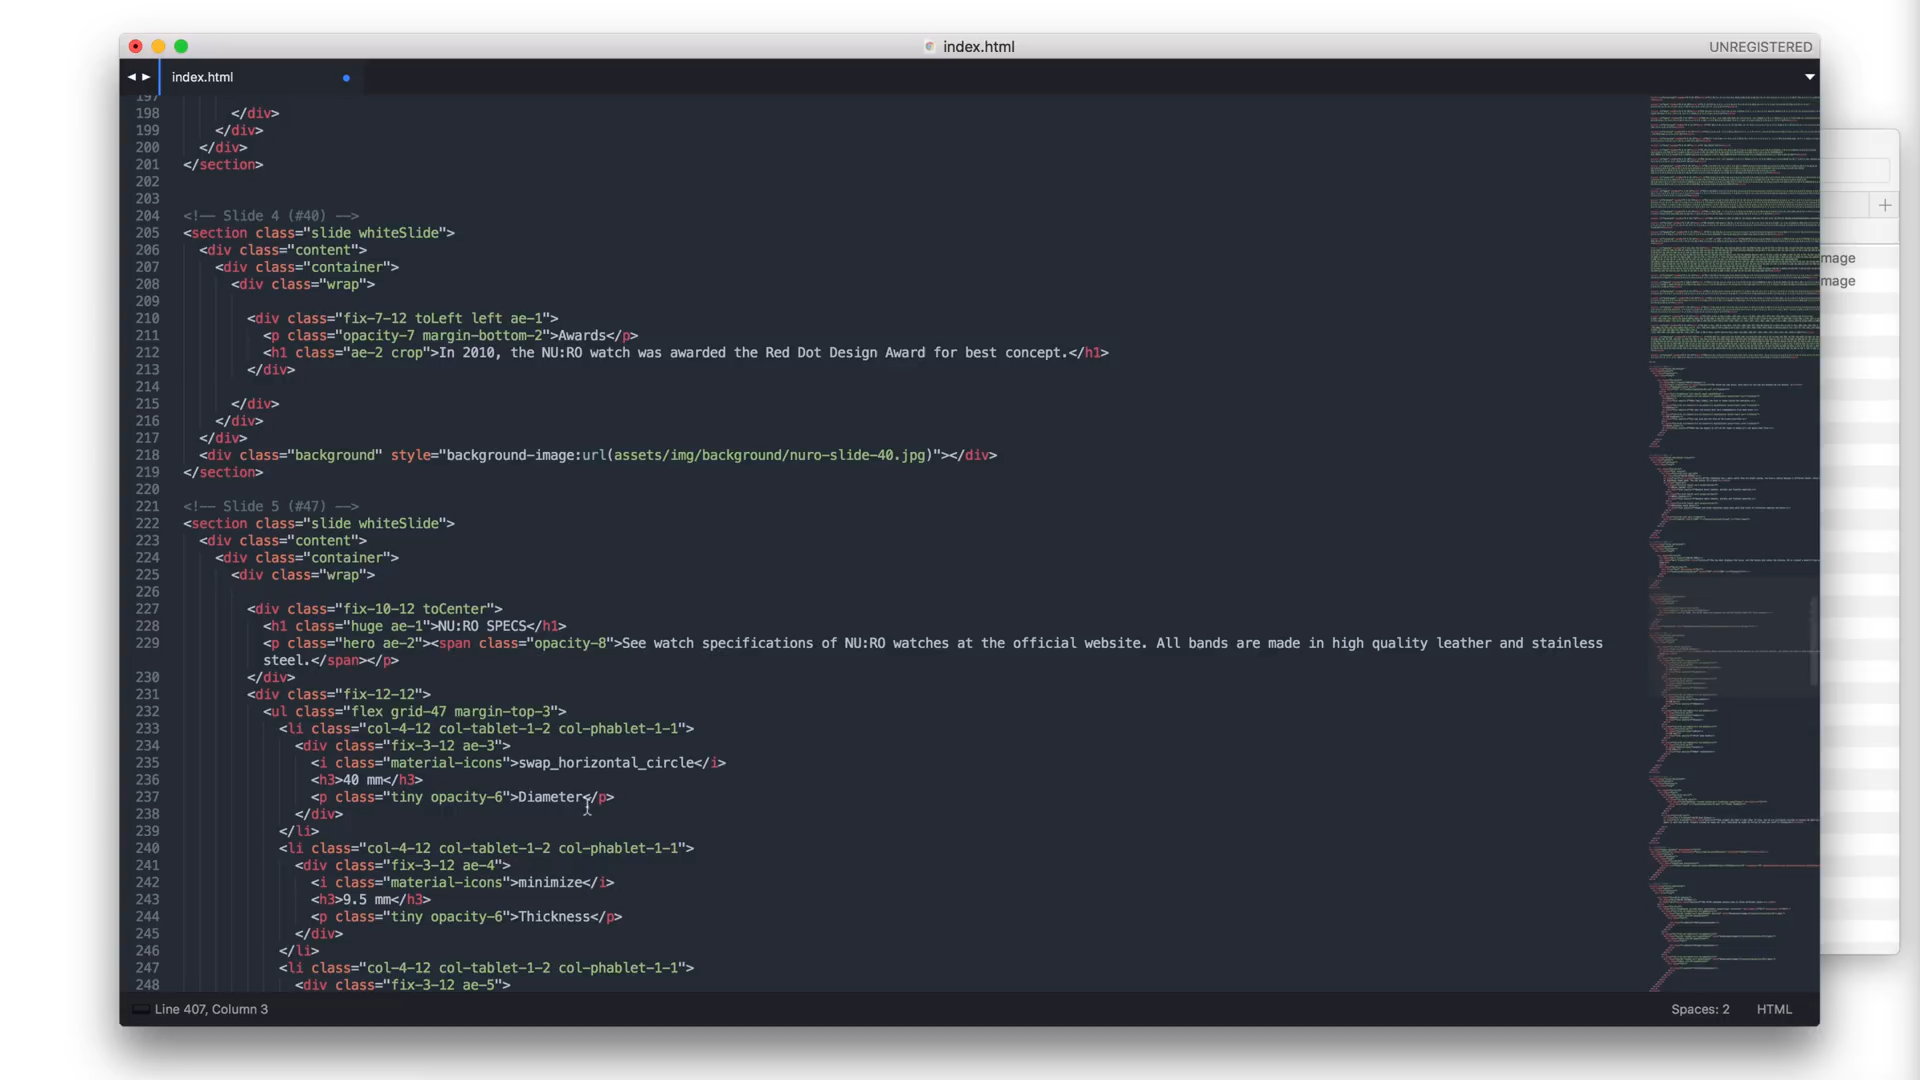 index.html
UNREGISTERED
index.html
197
198 </div>
199 </div>
200 </div>
201 </section>
202
203
204 <!-- Slide 4 (#40) -->
205 <section class="slide whiteSlide">
206 <div class="content">
207 <div class="container">
208 <div class="wrap">
209
210 <div class="fix-7-12 toLeft left ae-1">
211 <p class="opacity-7 margin-bottom-2">Awards</p>
212 <h1 class="ae-2 crop">In 2010, the NU:RO watch was awarded the Red Dot Design Award for best concept.</h1>
213 </div>
214
215 </div>
216 </div>
217 </div>
218 <div class="background" style="background-image:url(assets/img/background/nuro-slide-40.jpg)"></div>
219 </section>
220
221 <!-- Slide 5 (#47) -->
222 <section class="slide whiteSlide">
223 <div class="content">
224 <div class="container">
225 <div class="wrap">
226
227 <div class="fix-10-12 toCenter">
228 <h1 class="huge ae-1">NU:RO SPECS</h1>
229 <p class="hero ae-2"><span class="opacity-8">See watch specifications of NU:RO watches at the official website. All bands are made in high quality leather and stainless
steel.</span></p>
230 </div>
231 <div class="fix-12-12">
232 <ul class="flex grid-47 margin-top-3">
233 <li class="col-4-12 col-tablet-1-2 col-phablet-1-1">
234 <div class="fix-3-12 ae-3">
235 <i class="material-icons">swap_horizontal_circle</i>
236 <h3>40 mm</h3>
237 <p class="tiny opacity-6">Diameter</p>
238 </div>
239 </li>
240 <li class="col-4-12 col-tablet-1-2 col-phablet-1-1">
241 <div class="fix-3-12 ae-4">
242 <i class="material-icons">minimize</i>
243 <h3>9.5 mm</h3>
244 <p class="tiny opacity-6">Thickness</p>
245 </div>
246 </li>
247 <li class="col-4-12 col-tablet-1-2 col-phablet-1-1">
248 <div class="fix-3-12 ae-5">
mage
mage
Line 407, Column 3
Spaces: 2
HTML